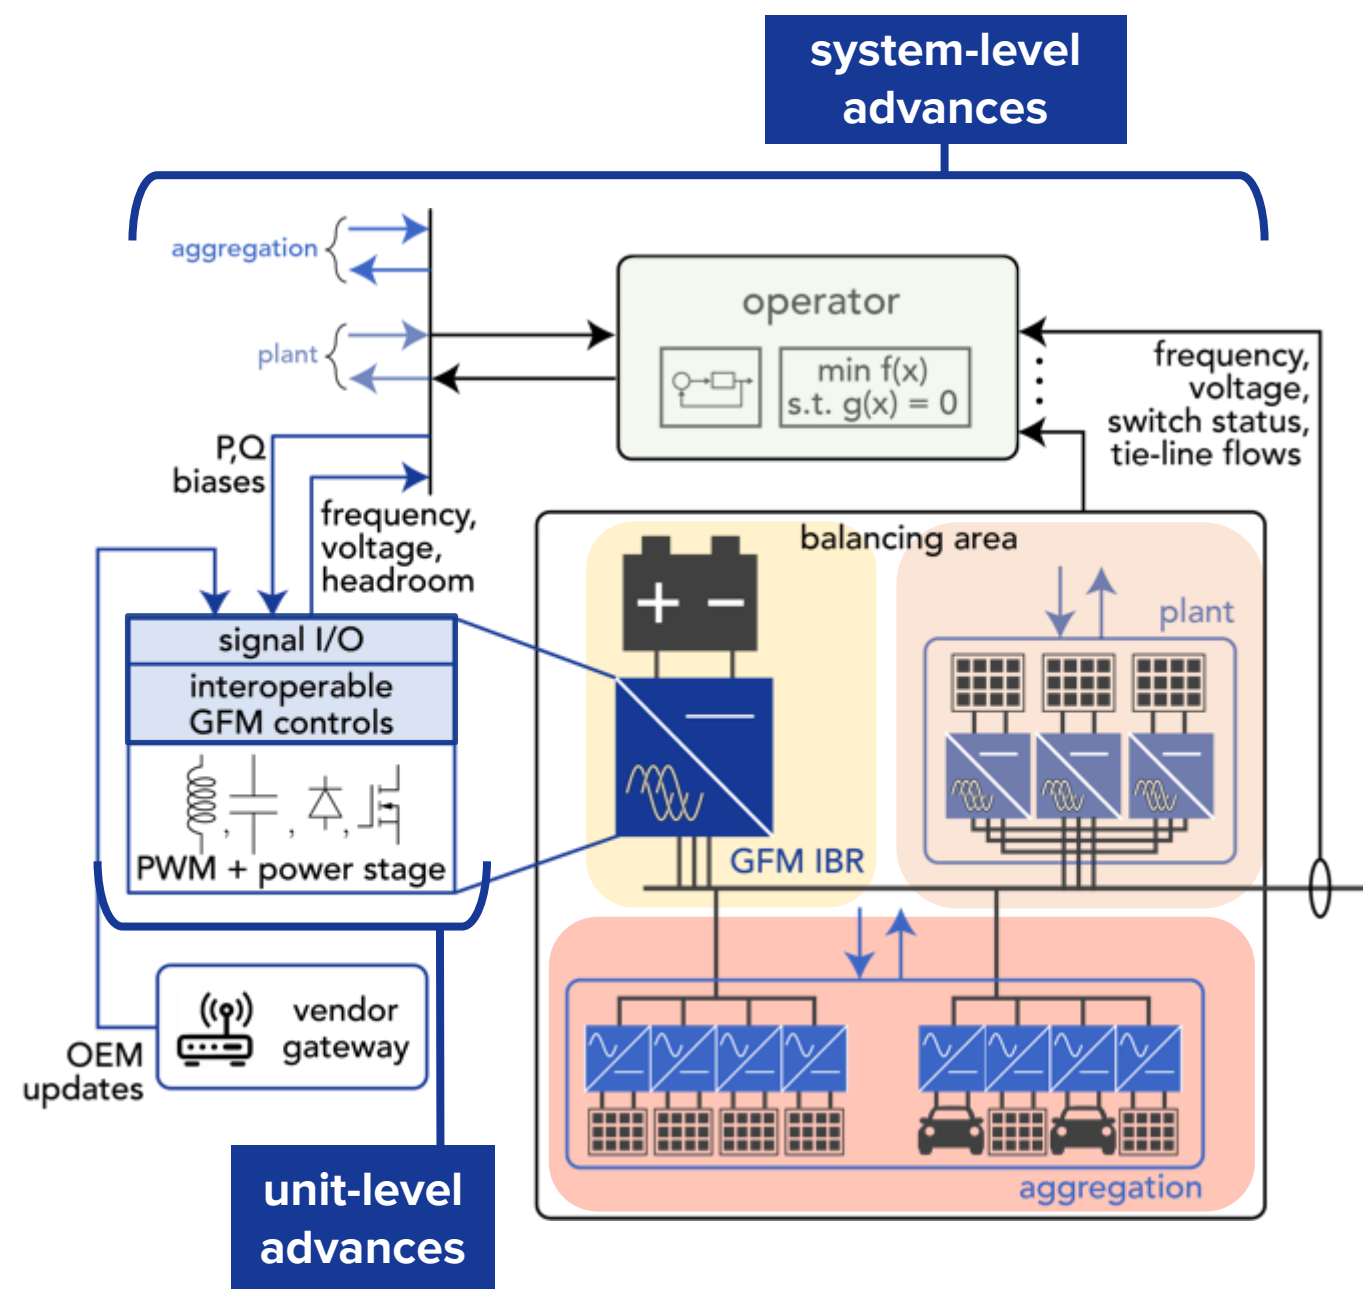 system-level
advances
aggregation
plant
operator
min f(x)
s.t. g(x) = 0
frequency,
voltage,
switch status,
tie-line flows
P,Q
biases
frequency,
voltage,
headroom
balancing area
plant
signal I/O
interoperable
GFM controls
, , ,
PWM + power stage
GFM IBR
vendor
gateway
OEM
updates
aggregation
unit-level
advances